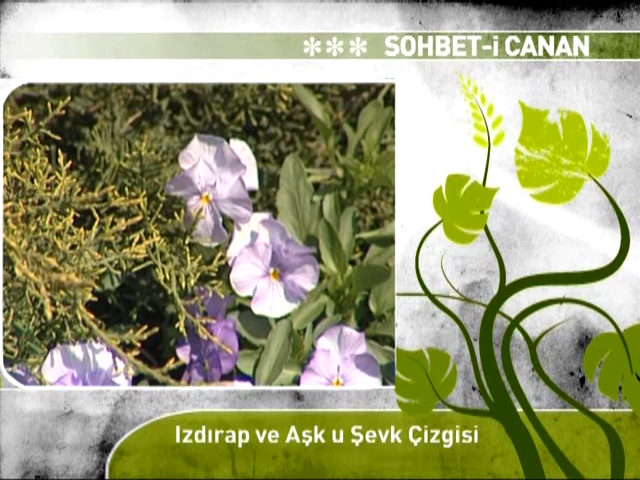 *** SOHBET-i CANAN
Izdırap ve Aşk u Şevk Çizgisi